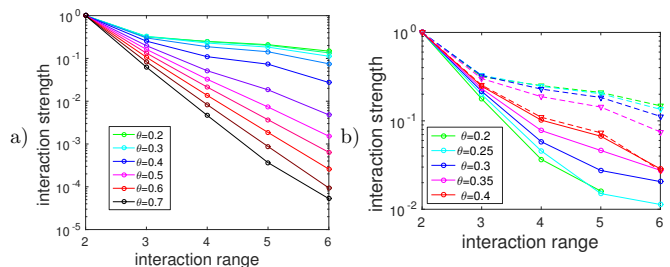 a)
interaction strength
10^0
10^-1
10^-2
10^-3
10^-4
10^-5
2 3 4 5 6
interaction range
θ=0.2
θ=0.3
θ=0.4
θ=0.5
θ=0.6
θ=0.7
b)
interaction strength
10^0
10^-1
10^-2
2 3 4 5 6
interaction range
θ=0.2
θ=0.25
θ=0.3
θ=0.35
θ=0.4